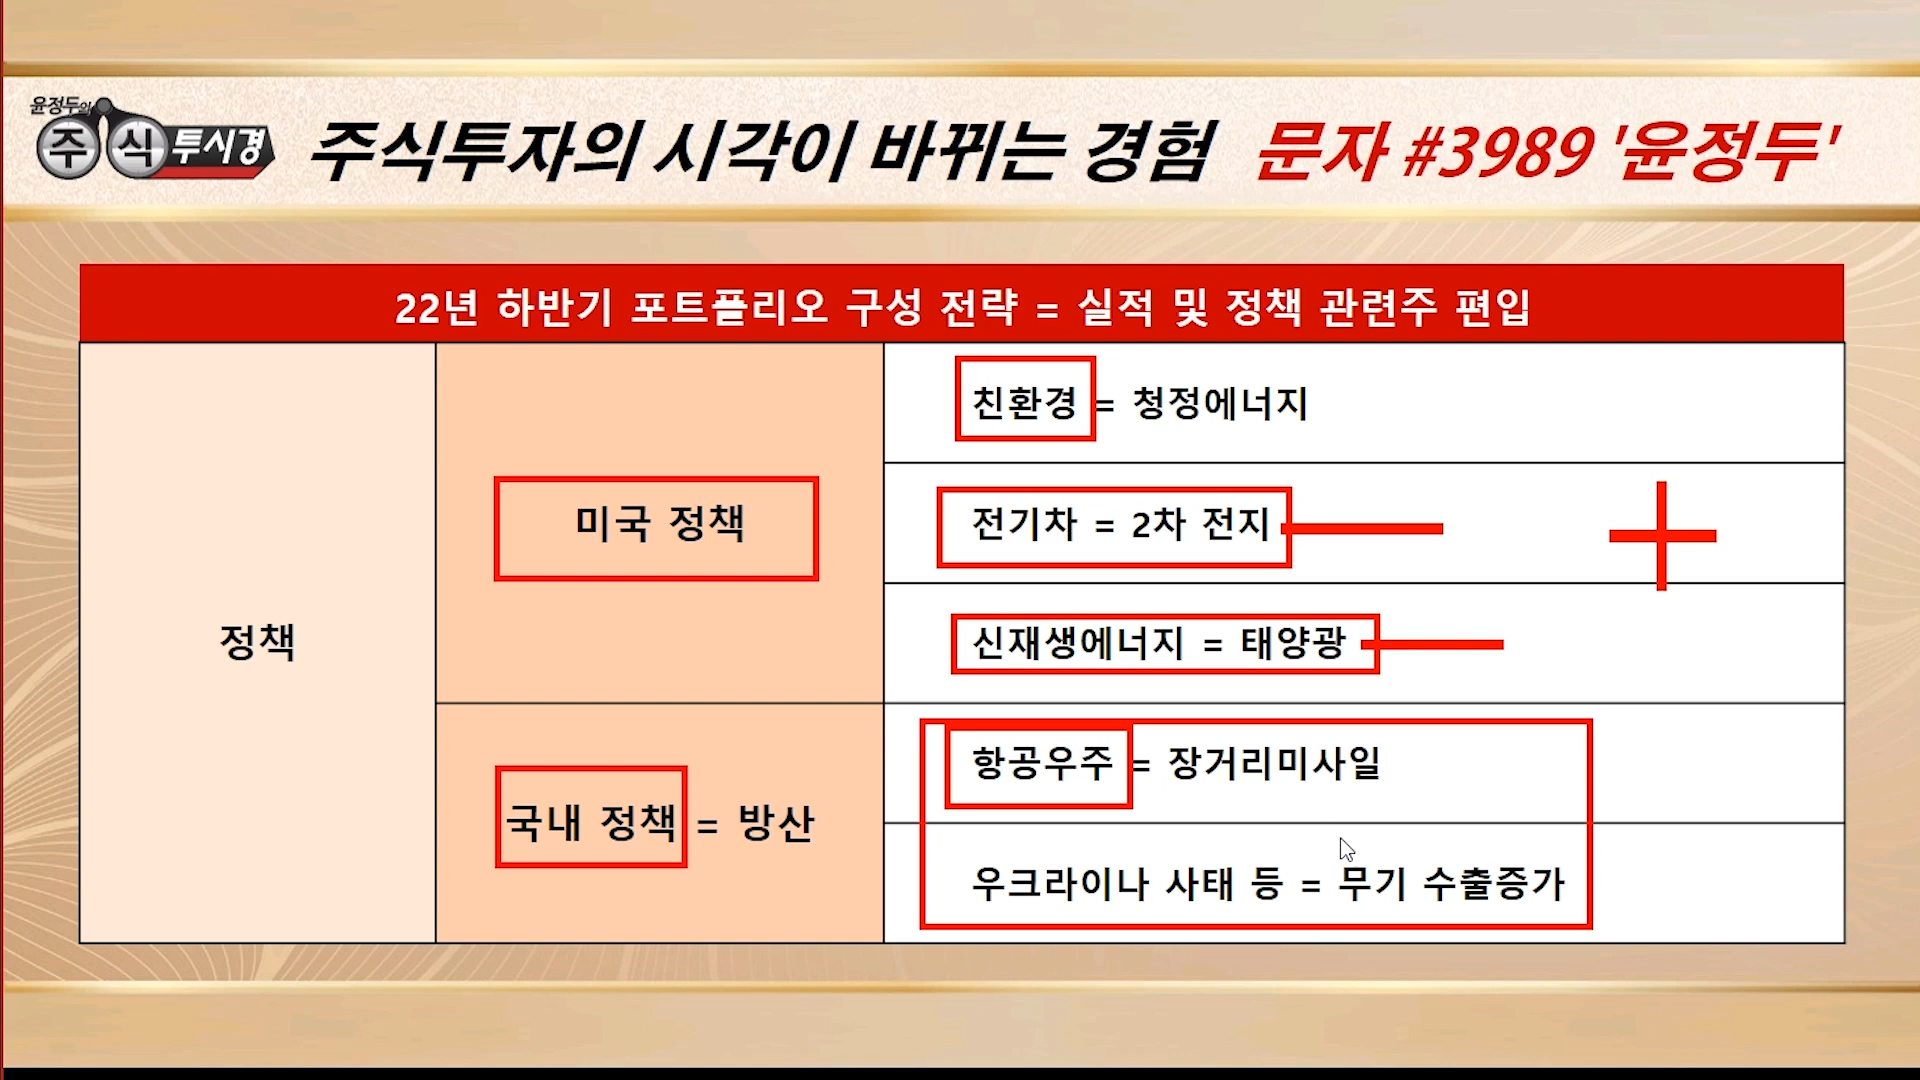 윤정두의
주식투시경
주식투자의 시각이 바뀌는 경험 문자 #3989 '윤정두'
22년 하반기 포트폴리오 구성 전략 = 실적 및 정책 관련주 편입
정책
미국 정책
친환경 = 청정에너지
전기차 = 2차 전지
신재생에너지 = 태양광
국내 정책 = 방산
항공우주 = 장거리미사일
우크라이나 사태 등 = 무기 수출증가